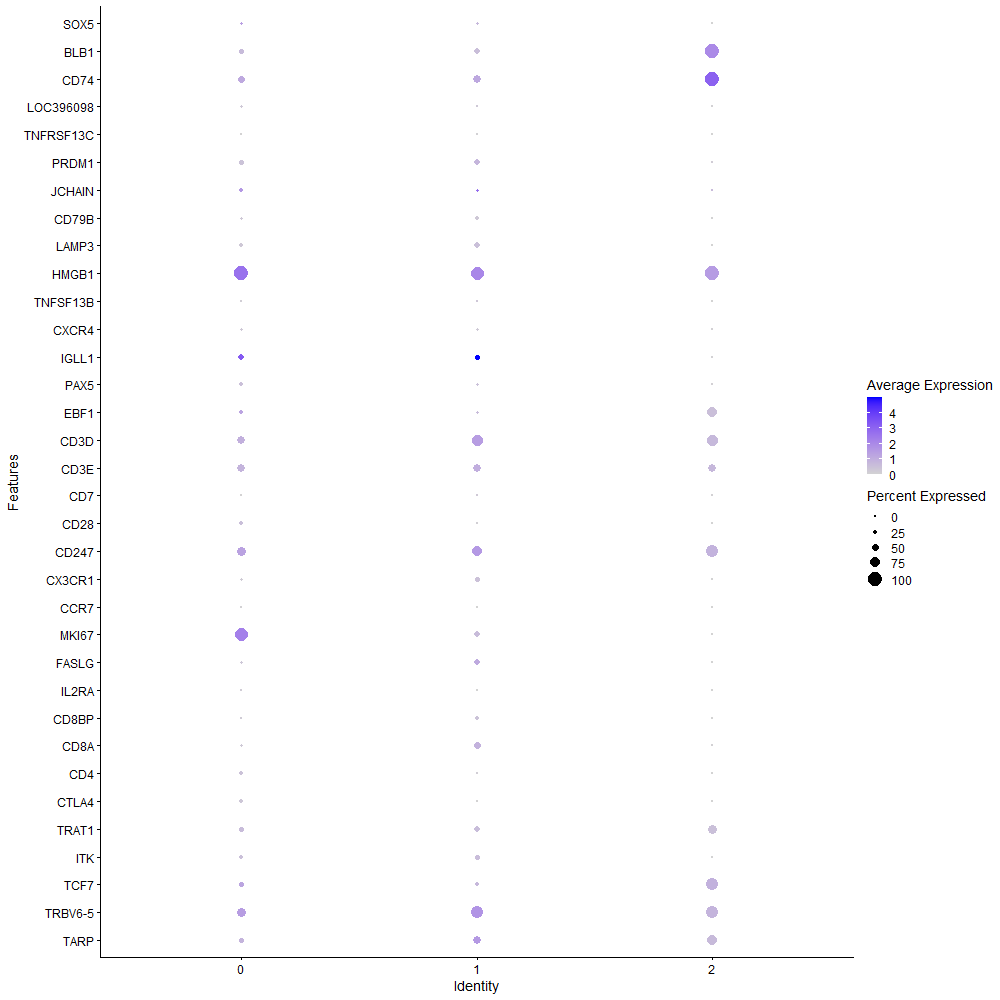 SOX5
BLB1
CD74
LOC396098
TNFRSF13C
PRDM1
JCHAIN
CD79B
LAMP3
HMGB1
TNFSF13B
CXCR4
IGLL1
PAX5
EBF1
CD3D
CD3E
CD7
CD28
CD247
CX3CR1
CCR7
MKI67
FASLG
IL2RA
CD8BP
CD8A
CD4
CTLA4
TRAT1
ITK
TCF7
TRBV6-5
TARP
Features
0 1 2
Identity
Average Expression
4
3
2
1
0
Percent Expressed
0
25
50
75
100